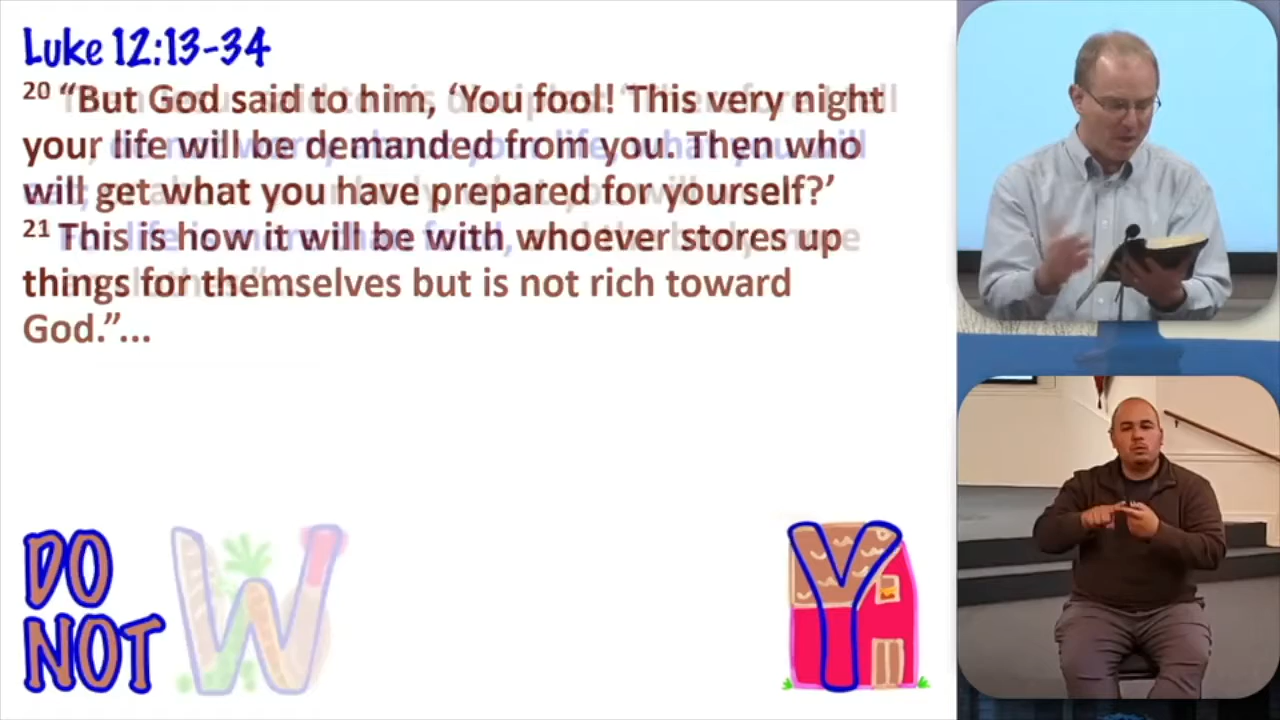 Luke 12:13-34
20 “But God said to him, ‘You fool! This very night
your life will be demanded from you. Then who
will get what you have prepared for yourself?’
21 This is how it will be with whoever stores up
things for themselves but is not rich toward
God.”...
DO
NOT
W
Y